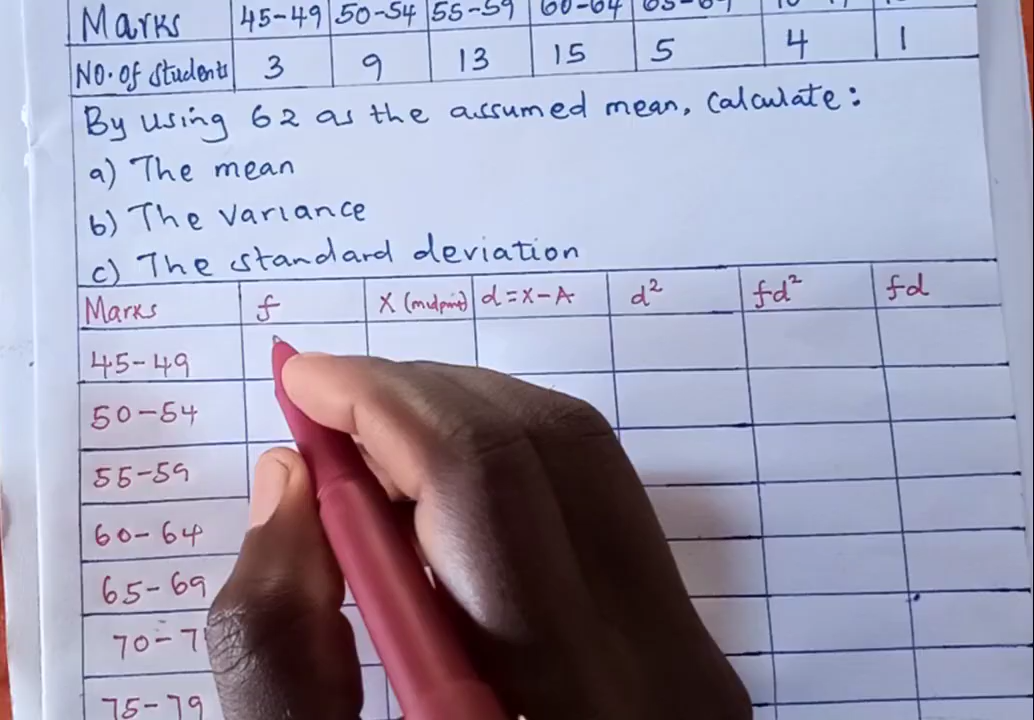 Marks 45-49 50-54 55-59 60-64
No. of students 3 9 13 15 5 4 1
By using 62 as the assumed mean, Calculate:
a) The mean
b) The Variance
c) The standard deviation
Marks f X (midpoint) d=X-A d² fd² fd
45-49
50-54
55-59
60-64
65-69
70-7
75-79